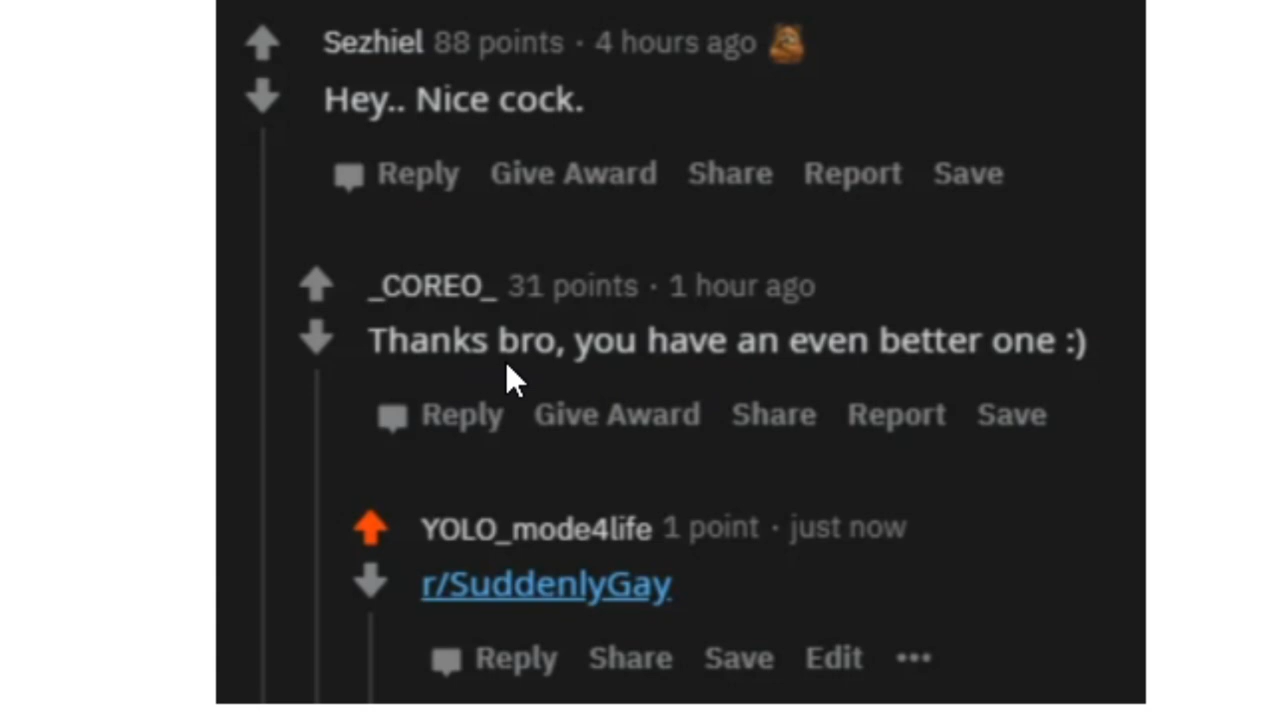 Sezhiel 88 points · 4 hours ago
Hey.. Nice cock.
Reply Give Award Share Report Save
_COREO_ 31 points · 1 hour ago
Thanks bro, you have an even better one :)
Reply Give Award Share Report Save
YOLO_mode4life 1 point · just now
r/SuddenlyGay
Reply Share Save Edit •••